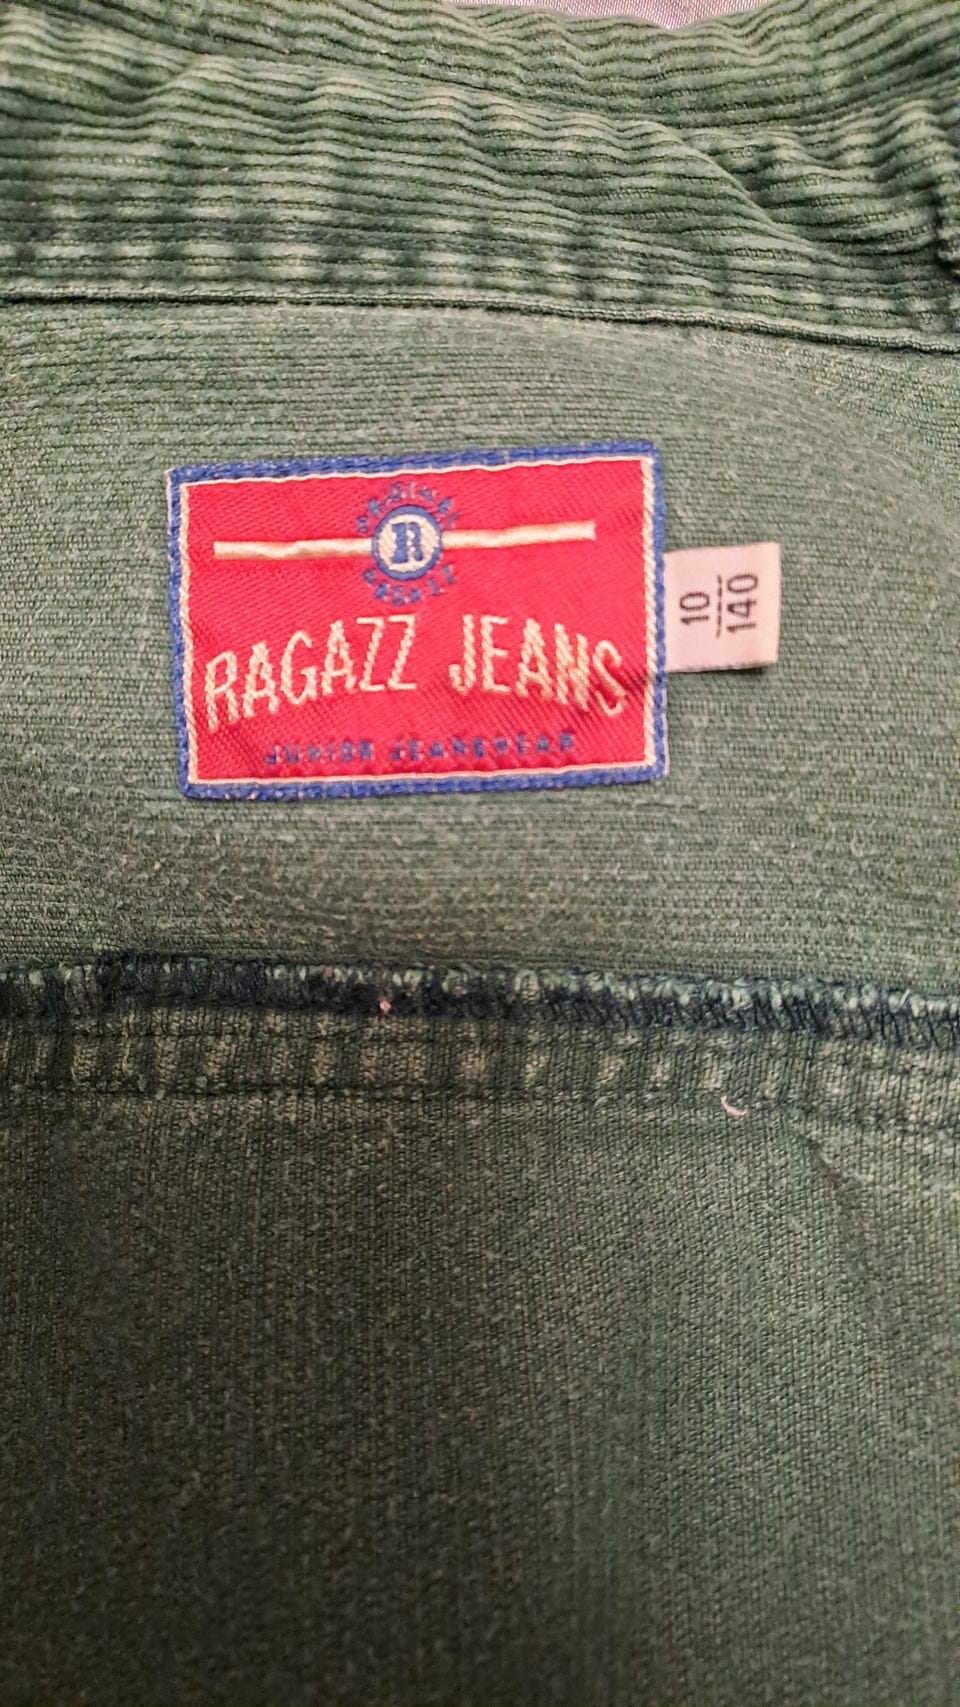 ORIGINAL
R
RAGAZZ
RAGAZZ JEANS
JUNIOR JEANSWEAR
10
140